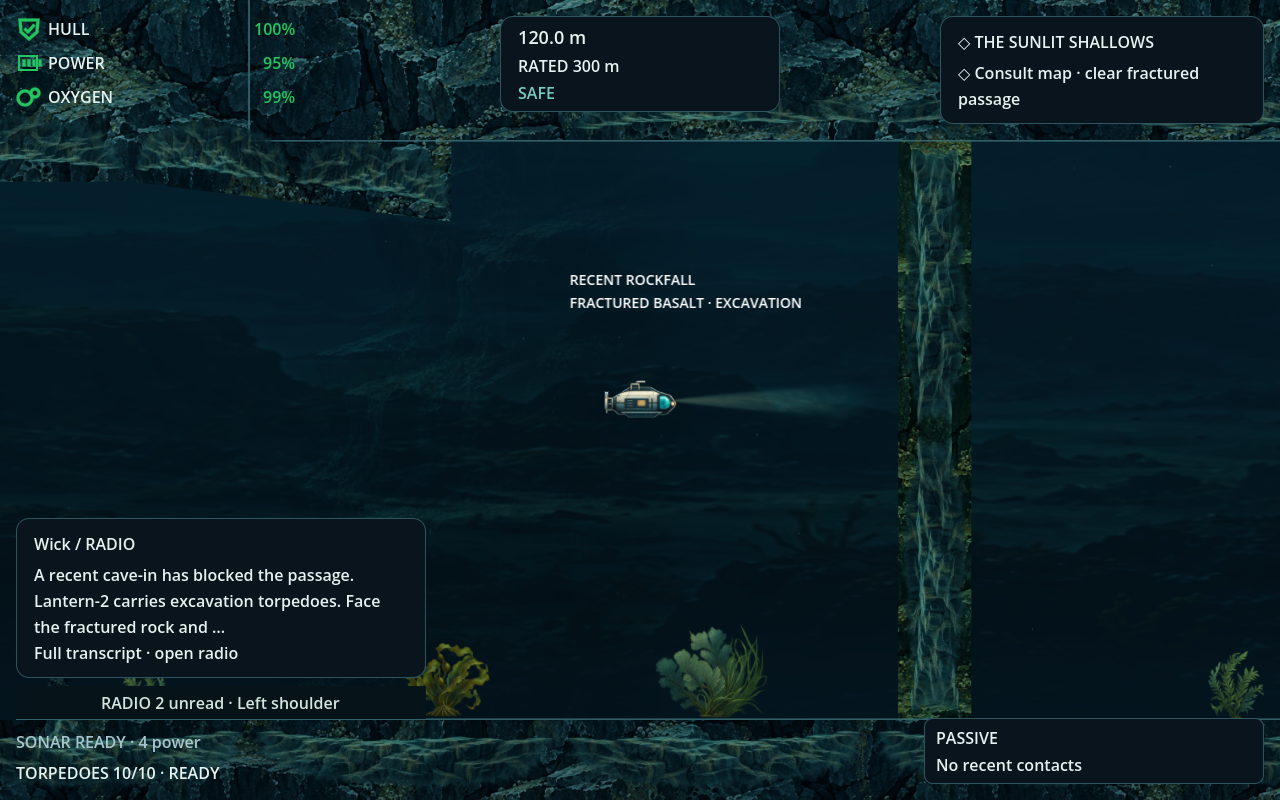 HULL 100%
POWER 95%
OXYGEN 99%
120.0 m
RATED 300 m
SAFE
◇ THE SUNLIT SHALLOWS
◇ Consult map · clear fractured
passage
RECENT ROCKFALL
FRACTURED BASALT · EXCAVATION
Wick / RADIO
A recent cave-in has blocked the passage.
Lantern-2 carries excavation torpedoes. Face
the fractured rock and ...
Full transcript · open radio
RADIO 2 unread · Left shoulder
SONAR READY · 4 power
TORPEDOES 10/10 · READY
PASSIVE
No recent contacts